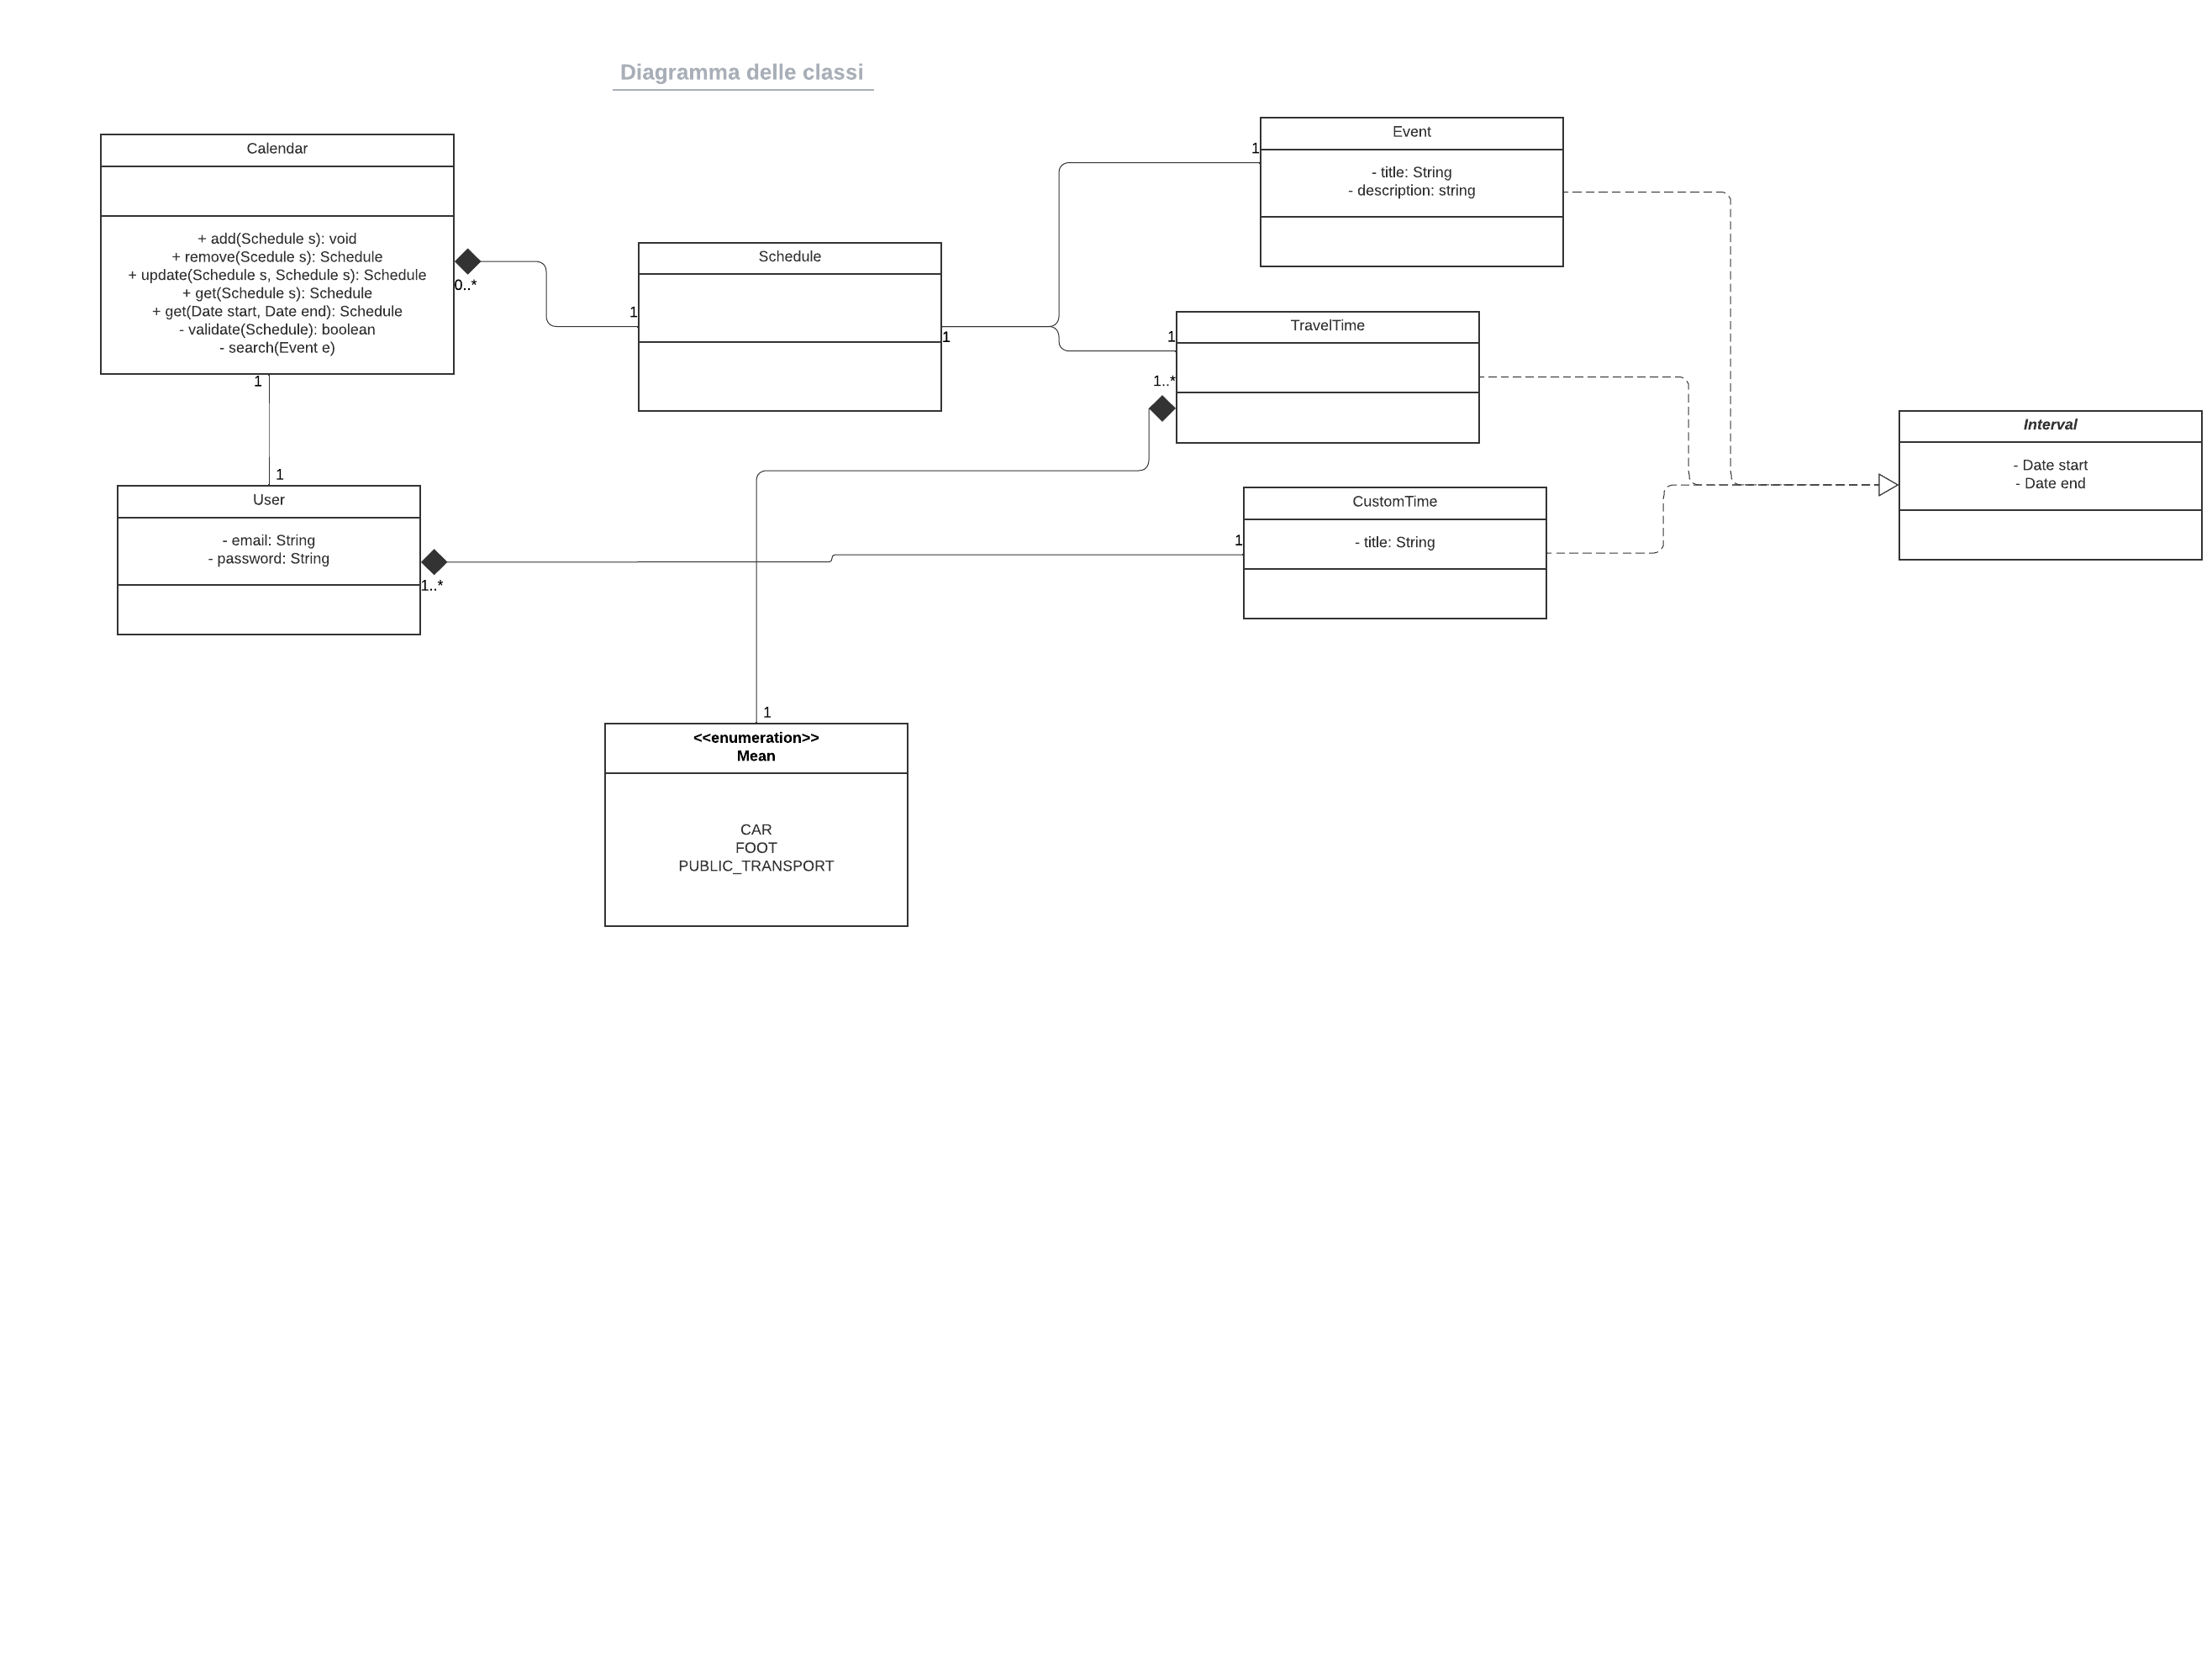 Diagramma delle classi
Calendar
+ add(Schedule s): void
+ remove(Scedule s): Schedule
+ update(Schedule s, Schedule s): Schedule
+ get(Schedule s): Schedule
+ get(Date start, Date end): Schedule
- validate(Schedule): boolean
- search(Event e)
0..*
1
Schedule
1
1
Event
- title: String
- description: string
1
TravelTime
1..*
1
1
User
- email: String
- password: String
1..*
1
CustomTime
- title: String
Interval
- Date start
- Date end
1
<<enumeration>>
Mean
CAR
FOOT
PUBLIC_TRANSPORT